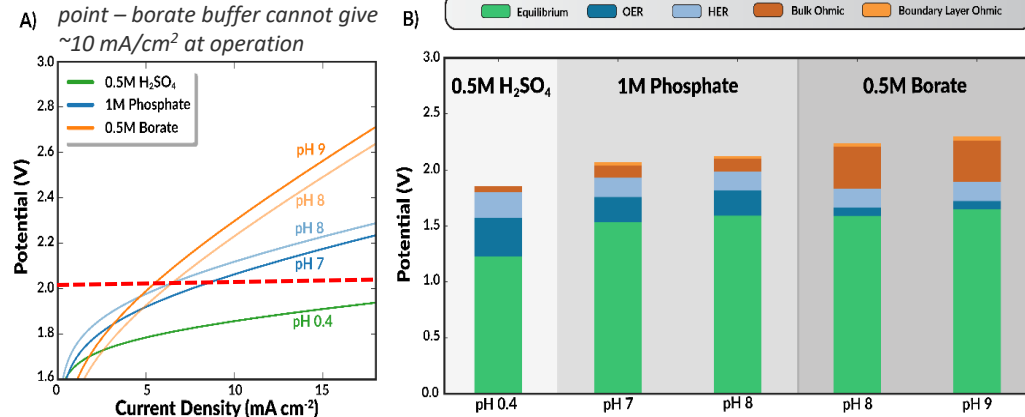 A)
point – borate buffer cannot give
~10 mA/cm² at operation
3.0
2.8
2.6
2.4
2.2
2.0
1.8
1.6
Potential (V)
0.5M H₂SO₄
1M Phosphate
0.5M Borate
pH 9
pH 8
pH 8
pH 7
pH 0.4
0
5
10
15
Current Density (mA cm⁻²)
B)
Equilibrium OER HER Bulk Ohmic Boundary Layer Ohmic
3.0
2.5
2.0
1.5
1.0
0.5
0.0
Potential (V)
0.5M H₂SO₄ 1M Phosphate 0.5M Borate
pH 0.4 pH 7 pH 8 pH 8 pH 9